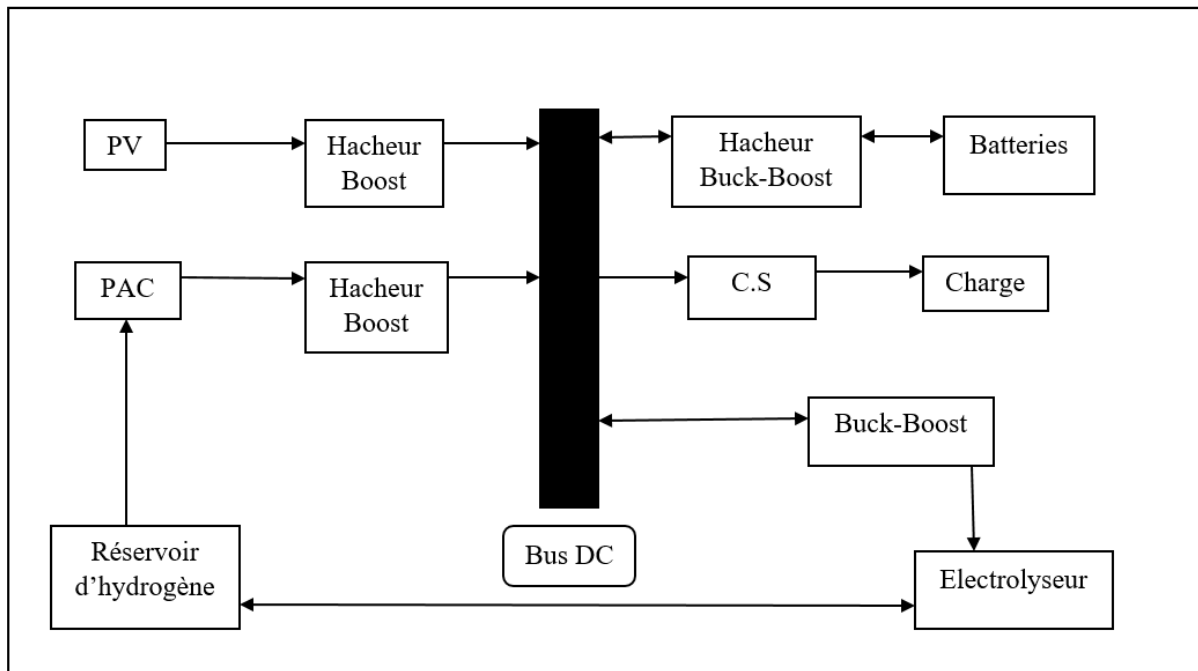 PV
Hacheur
Boost
Hacheur
Buck-Boost
Batteries
PAC
Hacheur
Boost
C.S
Charge
Buck-Boost
Réservoir
d’hydrogène
Bus DC
Electrolyseur